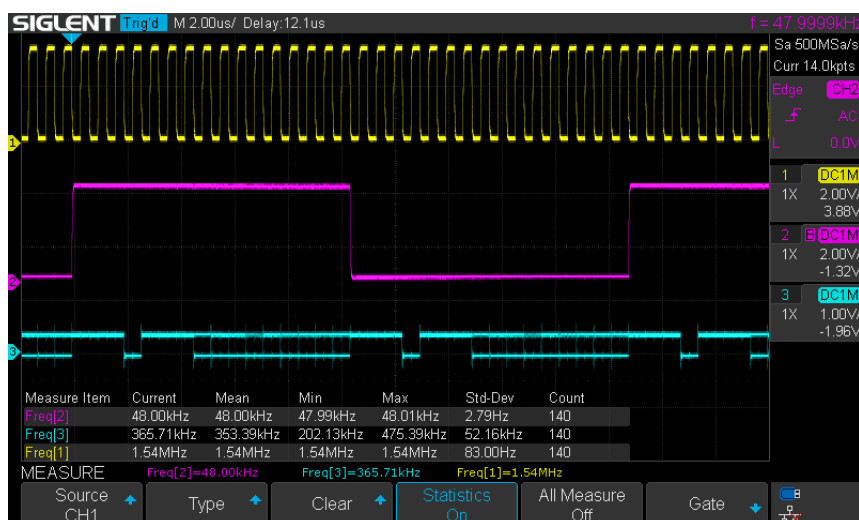 SIGLENT Trig'd M 2.00us/ Delay:12.1us f = 47.9999kHz
Sa 500MSa/s
Curr 14.0kpts
Edge CH2
AC
L 0.0V
1
1 DC1M
1X 2.00V/
3.88V
2
2 B DC1M
1X 2.00V/
-1.32V
3
3 DC1M
1X 1.00V/
-1.96V
Measure Item Current Mean Min Max Std-Dev Count
Freq[2] 48.00kHz 48.00kHz 47.99kHz 48.01kHz 2.79Hz 140
Freq[3] 365.71kHz 353.39kHz 202.13kHz 475.39kHz 52.16kHz 140
Freq[1] 1.54MHz 1.54MHz 1.54MHz 1.54MHz 83.00Hz 140
MEASURE Freq[2]=48.00kHz Freq[3]=365.71kHz Freq[1]=1.54MHz
Source Type Clear Statistics All Measure Gate
CH1 On Off